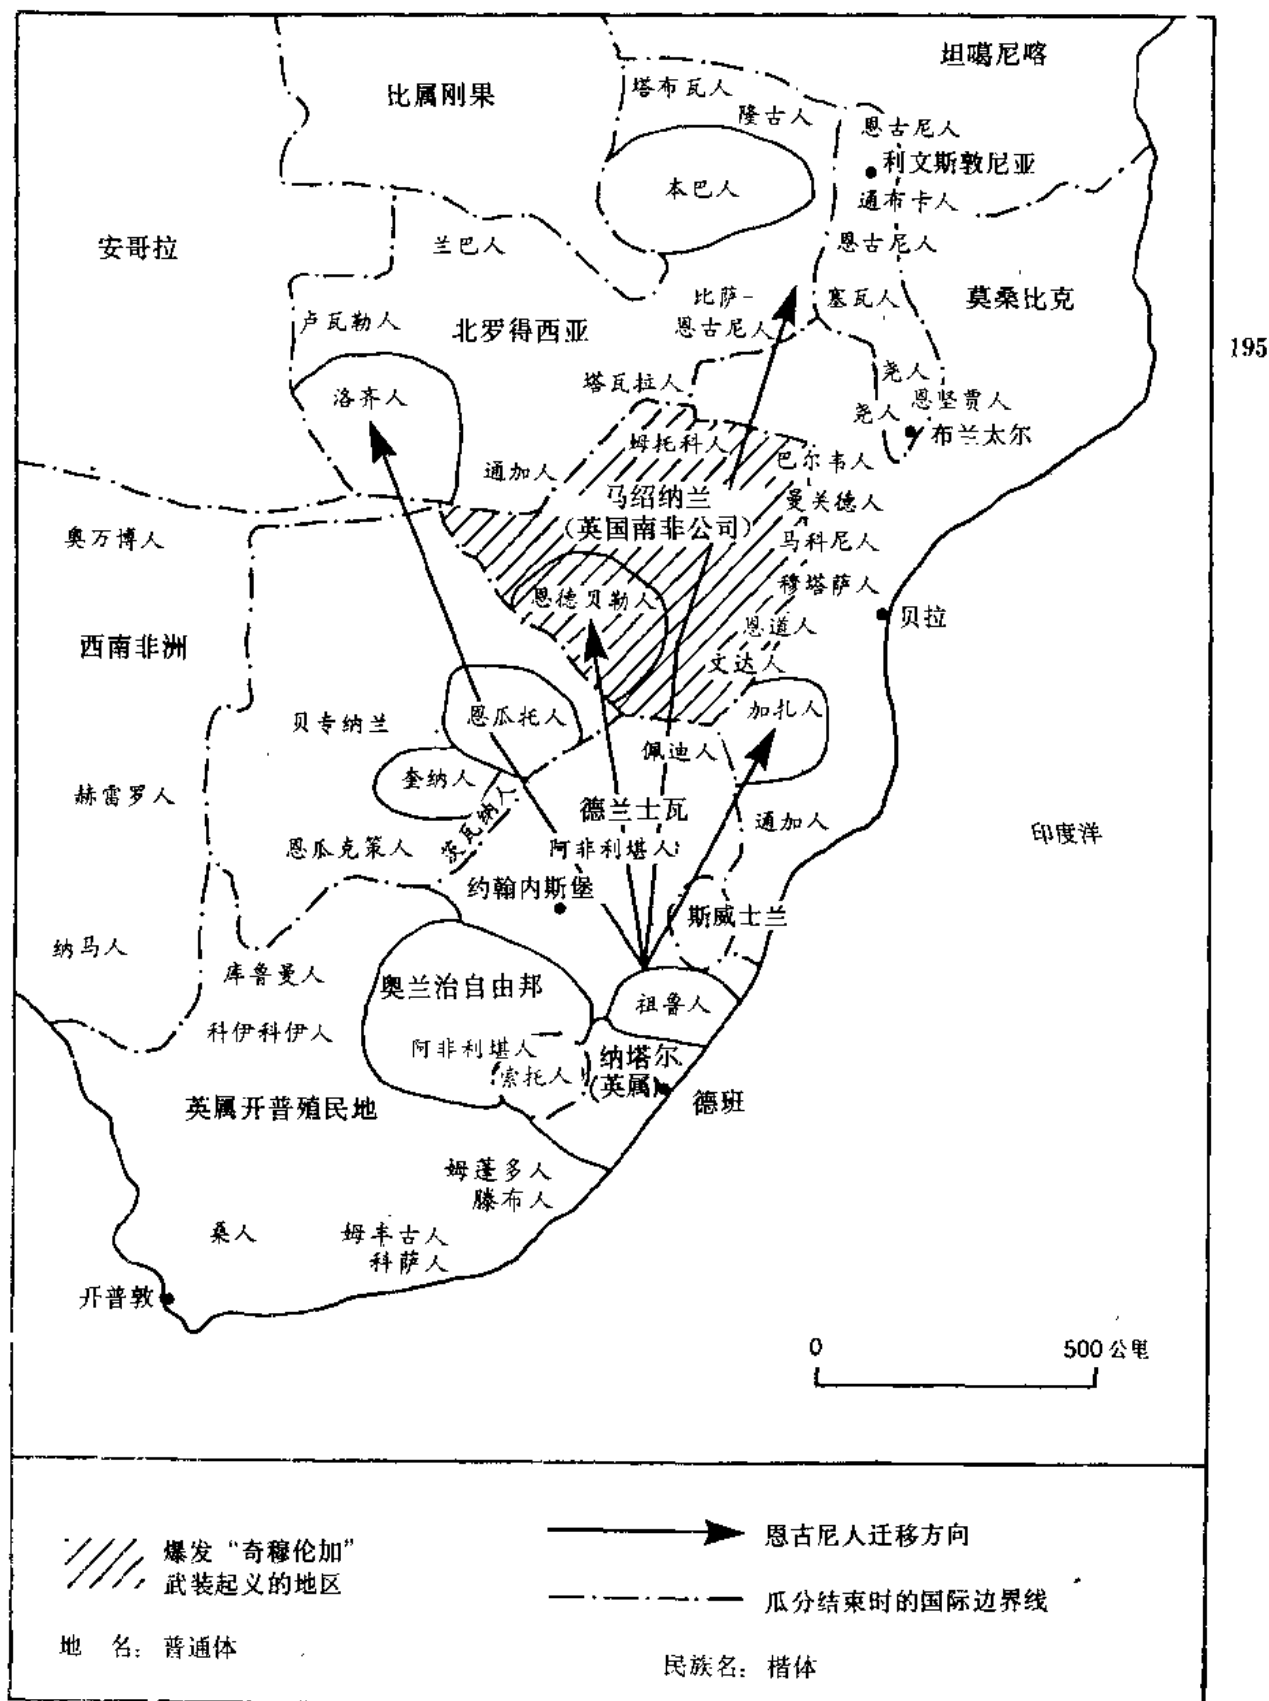 坦噶尼喀
比属刚果
塔布瓦人
隆古人
恩古尼人
利文斯敦尼亚
本巴人
通布卡人
安哥拉
兰巴人
恩古尼人
比萨-
恩古尼人
塞瓦人
莫桑比克
卢瓦勒人
北罗得西亚
195
塔瓦拉人
尧人
恩坚贾人
尧人
布兰太尔
洛齐人
姆托科人
巴尔韦人
通加人
马绍纳兰
(英国南非公司)
曼关德人
奥万博人
马科尼人
恩德贝勒人
穆塔萨人
贝拉
恩道人
西南非洲
文达人
贝专纳兰
恩瓜托人
加扎人
佩迪人
赫雷罗人
奎纳人
茨瓦纳人
德兰士瓦
通加人
印度洋
恩瓜克策人
阿非利堪人
约翰内斯堡
斯威士兰
纳马人
库鲁曼人
奥兰治自由邦
祖鲁人
科伊科伊人
阿非利堪人
索托人
纳塔尔
(英属)
德班
英属开普殖民地
姆蓬多人
滕布人
桑人
姆丰古人
科萨人
开普敦
0 500公里
爆发“奇穆伦加”
武装起义的地区
恩古尼人迁移方向
瓜分结束时的国际边界线
地 名: 普通体
民族名: 楷体